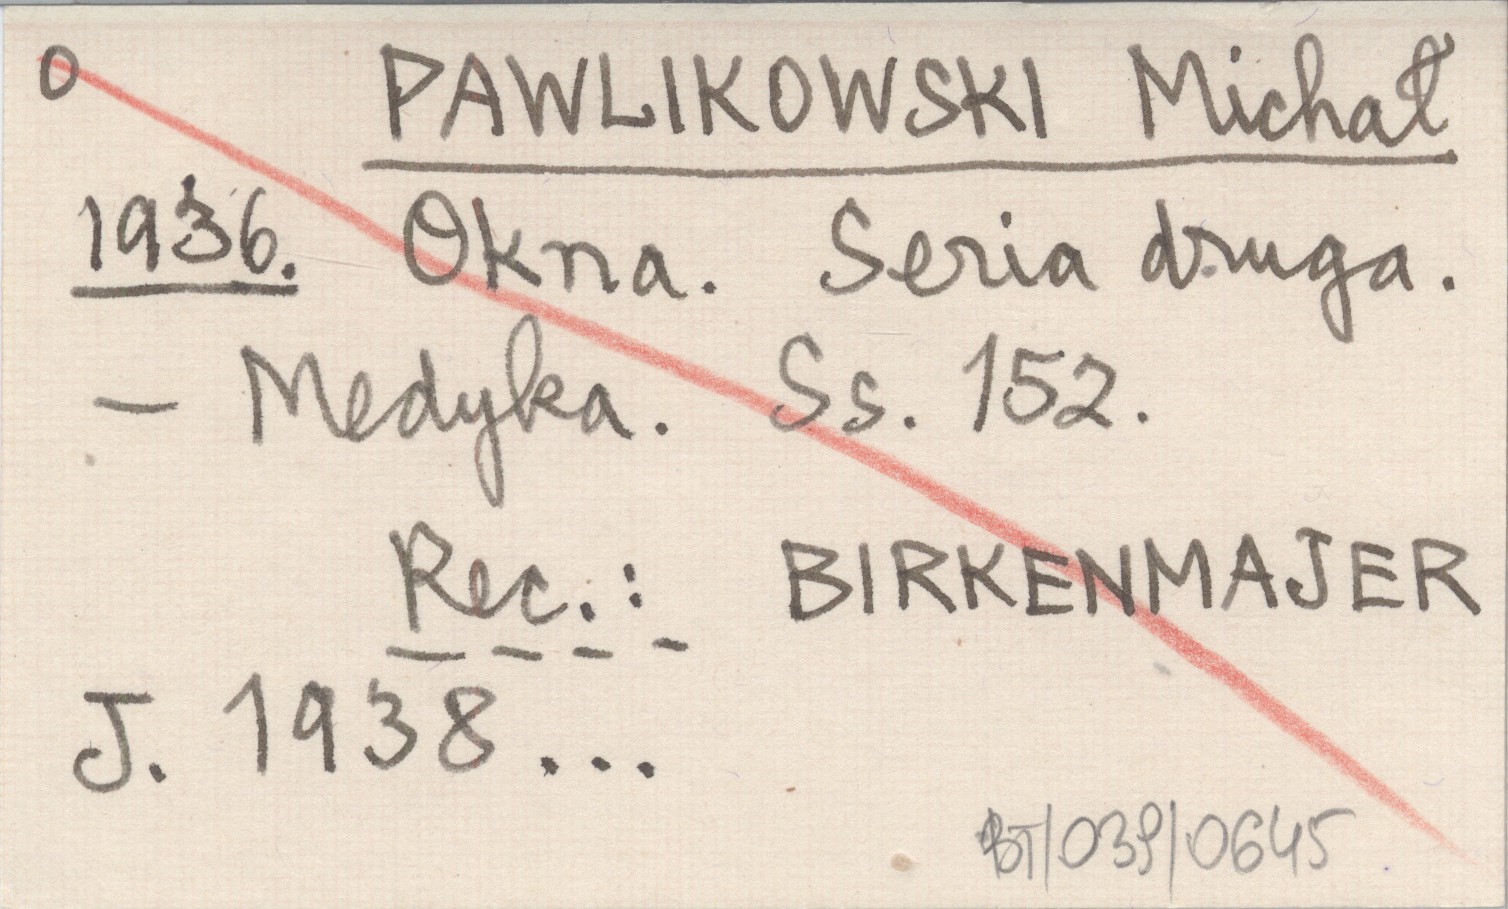 O PAWLIKOWSKI Michał
1936. Okna. Seria druga.
— Medyka. Ss. 152.
Rec.: BIRKENMAJER
J. 1938...
BT/039/0645